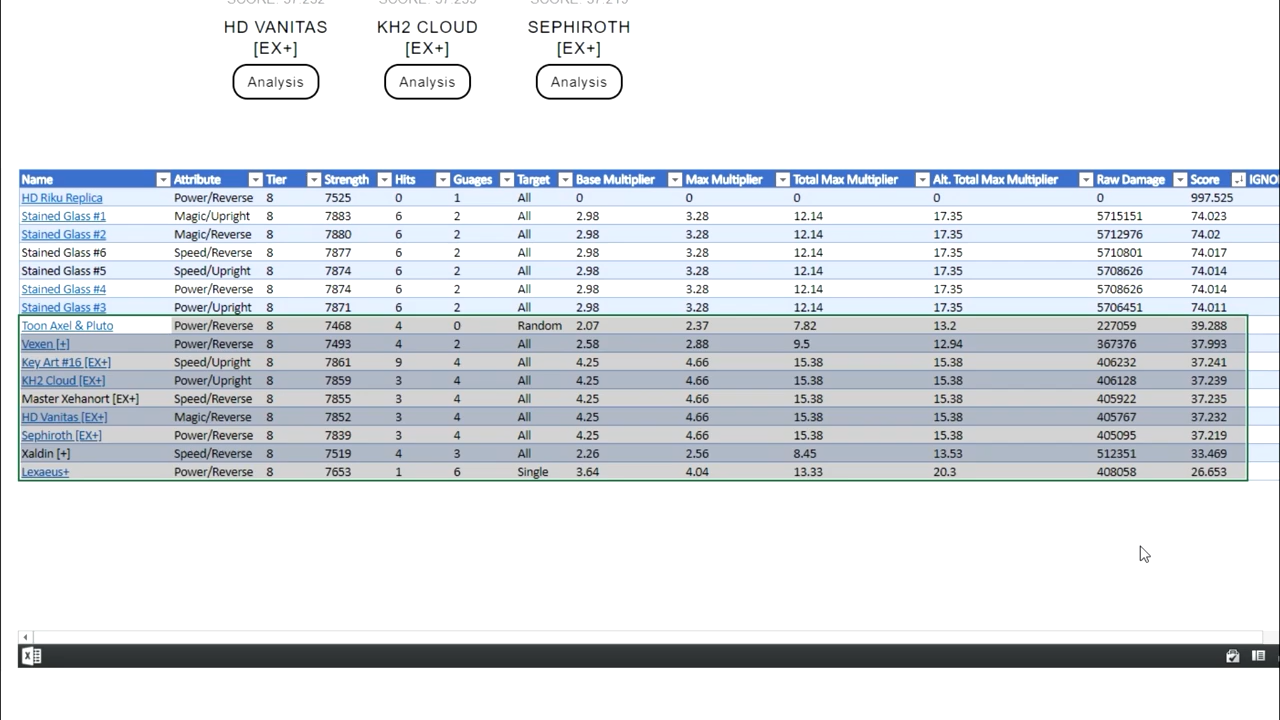 SCORE: 37.232 SCORE: 37.239 SCORE: 37.219
HD VANITAS KH2 CLOUD SEPHIROTH
[EX+] [EX+] [EX+]
Analysis Analysis Analysis
Name Attribute Tier Strength Hits Guages Target Base Multiplier Max Multiplier Total Max Multiplier Alt. Total Max Multiplier Raw Damage Score IGNO
HD Riku Replica Power/Reverse 8 7525 0 1 All 0 0 0 0 0 997.525
Stained Glass #1 Magic/Upright 8 7883 6 2 All 2.98 3.28 12.14 17.35 5715151 74.023
Stained Glass #2 Magic/Reverse 8 7880 6 2 All 2.98 3.28 12.14 17.35 5712976 74.02
Stained Glass #6 Speed/Reverse 8 7877 6 2 All 2.98 3.28 12.14 17.35 5710801 74.017
Stained Glass #5 Speed/Upright 8 7874 6 2 All 2.98 3.28 12.14 17.35 5708626 74.014
Stained Glass #4 Power/Reverse 8 7874 6 2 All 2.98 3.28 12.14 17.35 5708626 74.014
Stained Glass #3 Power/Upright 8 7871 6 2 All 2.98 3.28 12.14 17.35 5706451 74.011
Toon Axel & Pluto Power/Reverse 8 7468 4 0 Random 2.07 2.37 7.82 13.2 227059 39.288
Vexen [+] Power/Reverse 8 7493 4 2 All 2.58 2.88 9.5 12.94 367376 37.993
Key Art #16 [EX+] Speed/Upright 8 7861 9 4 All 4.25 4.66 15.38 15.38 406232 37.241
KH2 Cloud [EX+] Power/Upright 8 7859 3 4 All 4.25 4.66 15.38 15.38 406128 37.239
Master Xehanort [EX+] Speed/Reverse 8 7855 3 4 All 4.25 4.66 15.38 15.38 405922 37.235
HD Vanitas [EX+] Magic/Reverse 8 7852 3 4 All 4.25 4.66 15.38 15.38 405767 37.232
Sephiroth [EX+] Power/Reverse 8 7839 3 4 All 4.25 4.66 15.38 15.38 405095 37.219
Xaldin [+] Speed/Reverse 8 7519 4 3 All 2.26 2.56 8.45 13.53 512351 33.469
Lexaeus+ Power/Reverse 8 7653 1 6 Single 3.64 4.04 13.33 20.3 408058 26.653